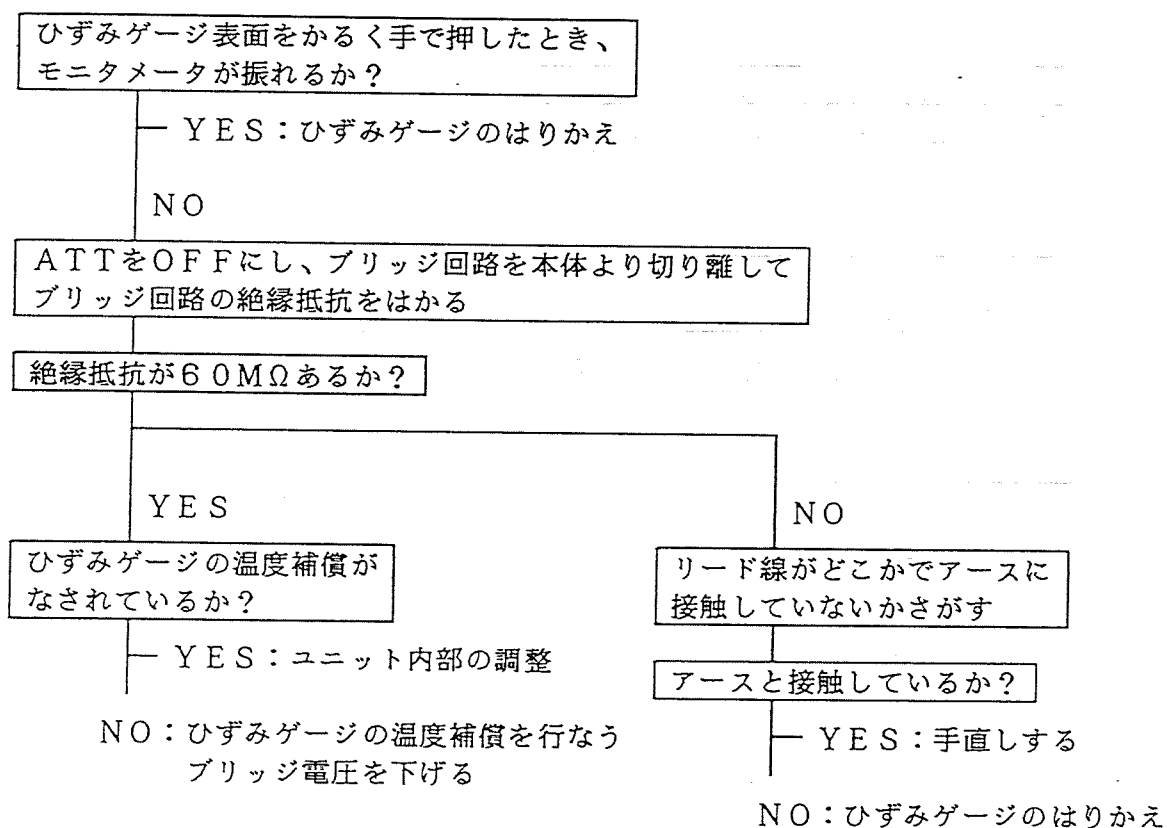 ひずみゲージ表面をかるく手で押したとき、
モニタメータが振れるか？
ＹＥＳ：ひずみゲージのはりかえ
ＮＯ
ＡＴＴをＯＦＦにし、ブリッジ回路を本体より切り離して
ブリッジ回路の絶縁抵抗をはかる
絶縁抵抗が６０ＭΩあるか？
ＹＥＳ
ひずみゲージの温度補償が
なされているか？
ＹＥＳ：ユニット内部の調整
ＮＯ：ひずみゲージの温度補償を行なう
ブリッジ電圧を下げる
ＮＯ
リード線がどこかでアースに
接触していないかさがす
アースと接触しているか？
ＹＥＳ：手直しする
ＮＯ：ひずみゲージのはりかえ